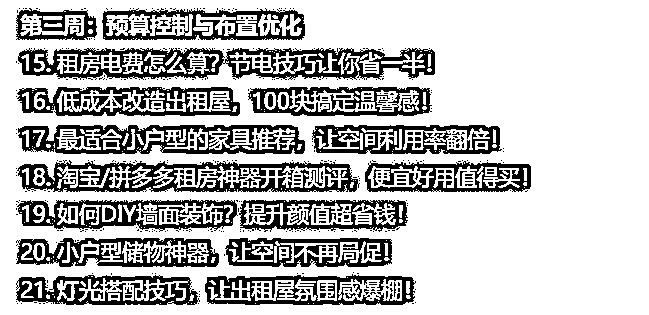 第三周：预算控制与布置优化
15. 租房电费怎么算？节电技巧让你省一半！
16. 低成本改造出租屋，100块搞定温馨感！
17. 最适合小户型的家具推荐，让空间利用率翻倍！
18. 淘宝/拼多多租房神器开箱测评，便宜好用值得买！
19. 如何DIY墙面装饰？提升颜值超省钱！
20. 小户型储物神器，让空间不再局促！
21. 灯光搭配技巧，让出租屋氛围感爆棚！